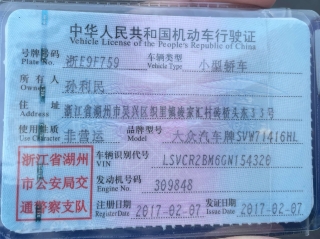 中华人民共和国机动车行驶证
Vehicle License of the People's Republic of China
号牌号码 Plate No. 浙E9F759 车辆类型 Vehicle Type 小型轿车
所有人 Owner 孙利民
住址 Address 浙江省湖州市吴兴区织里镇凌家汇村砖桥头东13号
使用性质 Use Character 非营运 品牌型号 Model 大众汽车牌SVW71416HL
浙江省湖州市公安局交通警察支队
车辆识别代号 VIN LSVCR2BM6GN154320
发动机号码 Engine No. 309848
注册日期 Register Date 2017-02-07 发证日期 Issue Date 2017-02-07